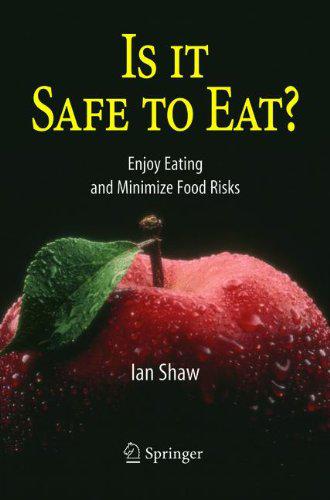 IS IT
SAFE TO EAT?
Enjoy Eating
and Minimize Food Risks
Ian Shaw
Springer